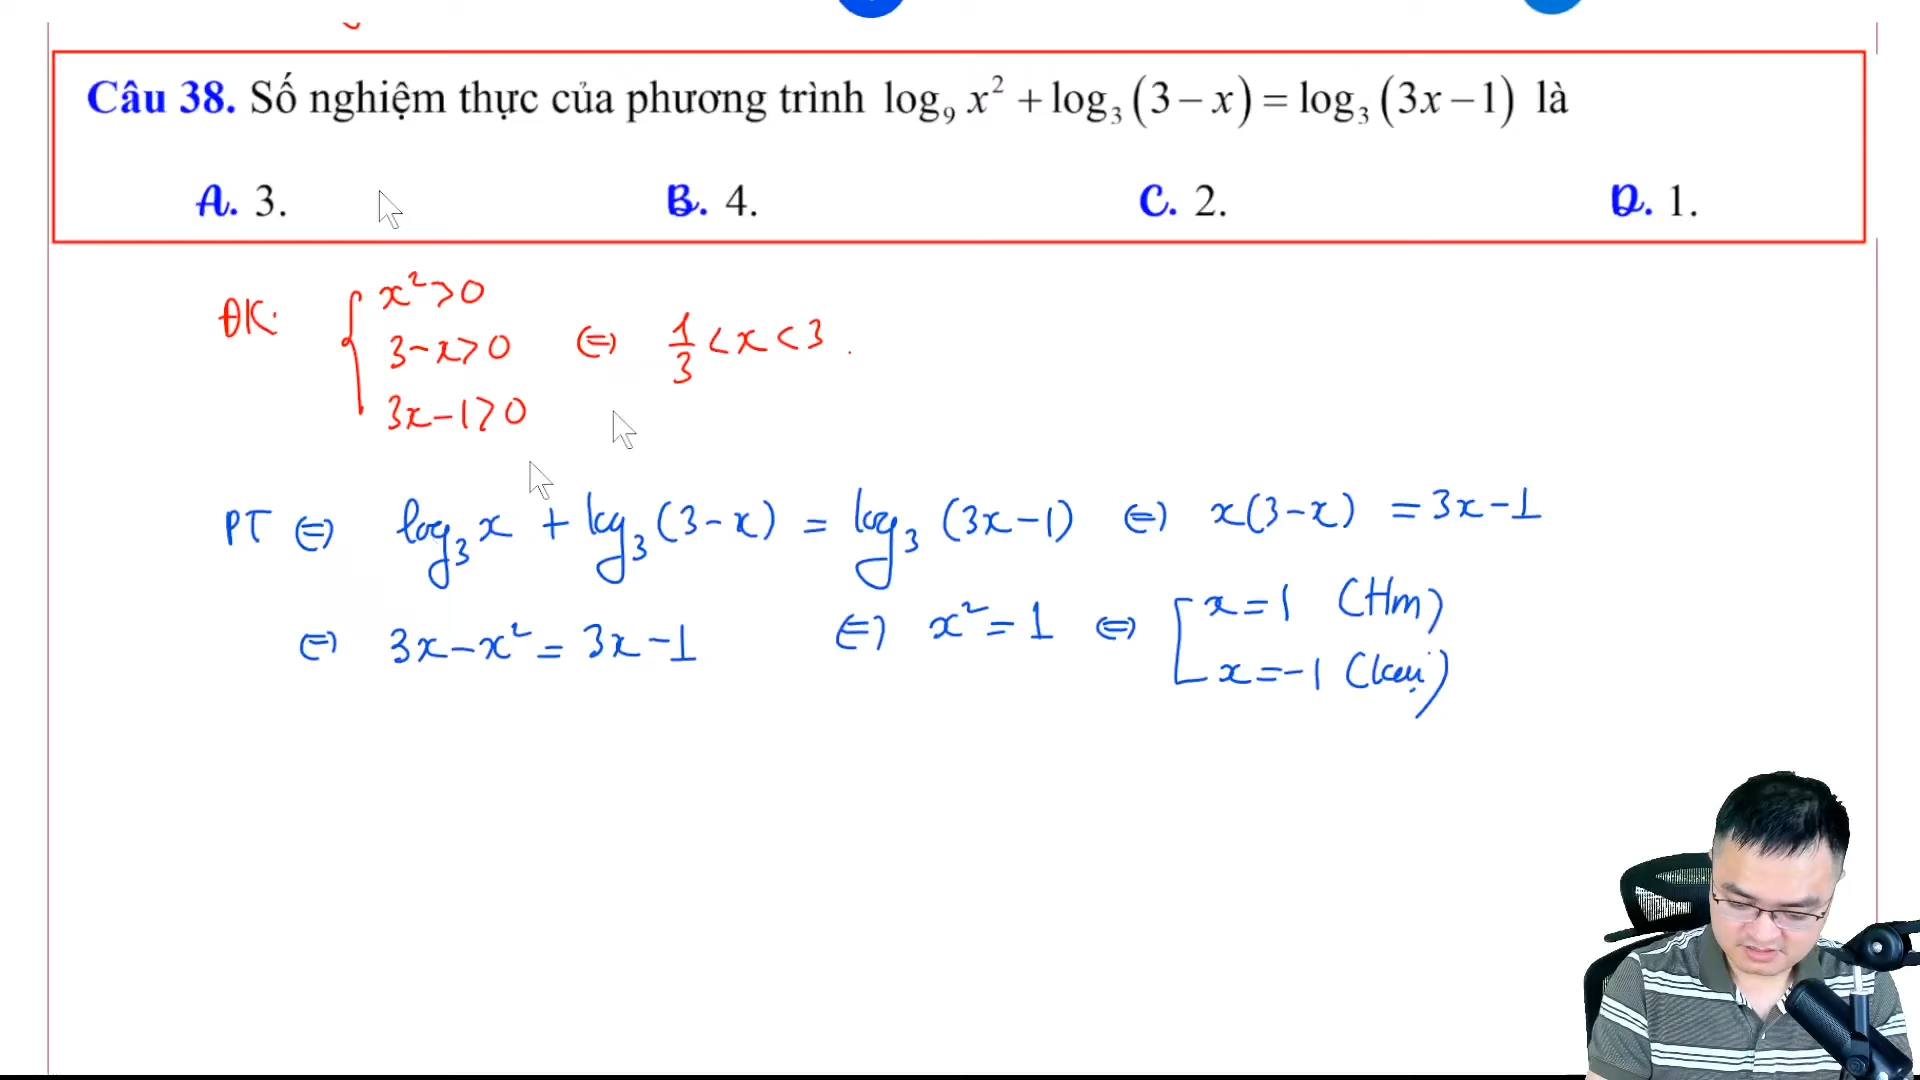 Câu 38. Số nghiệm thực của phương trình log₉ x² + log₃ (3 − x) = log₃ (3x − 1) là
A. 3. B. 4. C. 2. D. 1.
ĐK: { x² > 0
3 − x > 0 ⇔ 1/3 < x < 3.
3x − 1 > 0
PT ⇔ log₃ x + log₃ (3 − x) = log₃ (3x − 1) ⇔ x(3 − x) = 3x − 1
⇔ 3x − x² = 3x − 1 ⇔ x² = 1 ⇔ [ x = 1 (tm)
x = −1 (loại)